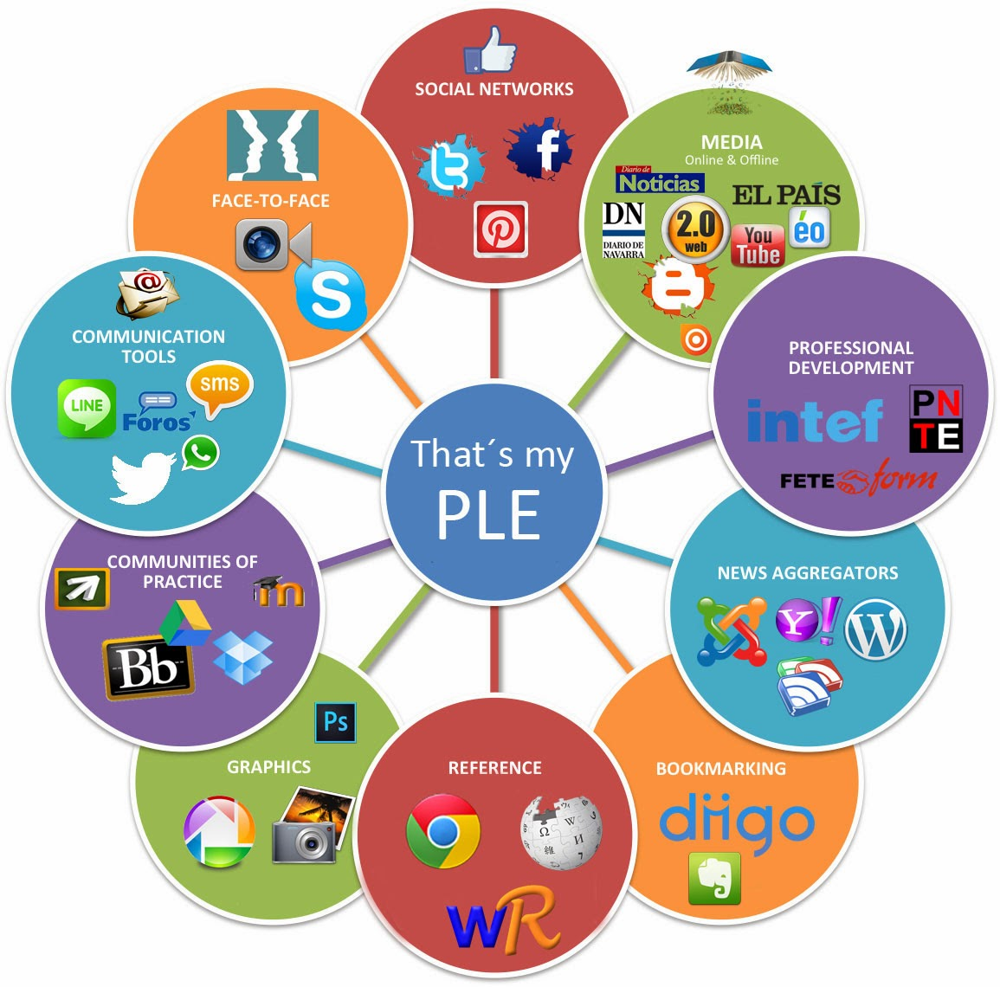 SOCIAL NETWORKS
t
f
p
MEDIA
Online & Offline
Diario de
Noticias
EL PAÍS
DN
DIARIO DE
NAVARRA
2.0
web
You
Tube
éo
B
PROFESSIONAL
DEVELOPMENT
intef
PN
TE
FETE form
NEWS AGGREGATORS
Y!
W
BOOKMARKING
diigo
REFERENCE
W
Ω
И
維
WR
GRAPHICS
Ps
COMMUNITIES OF
PRACTICE
m
Bb
COMMUNICATION
TOOLS
@
LINE
Foros
sms
FACE-TO-FACE
S
That´s my
PLE